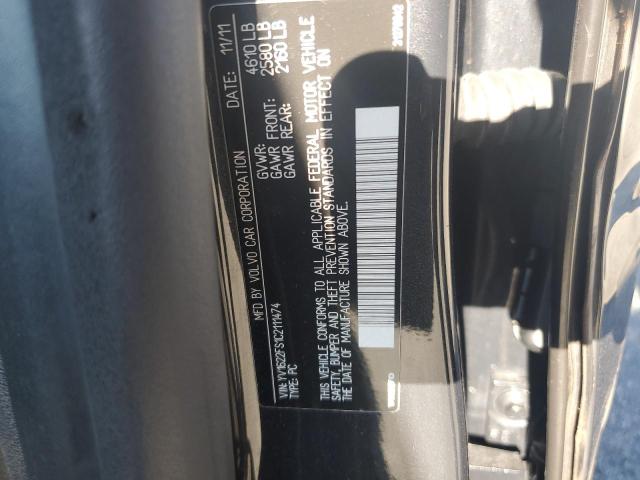 MFD BY VOLVO CAR CORPORATION DATE: 11/11
GVWR: 4610 LB
GAWR FRONT: 2580 LB
GAWR REAR: 2160 LB
VIN: YV1622FS1C2111474
TYPE: PC
THIS VEHICLE CONFORMS TO ALL APPLICABLE FEDERAL MOTOR VEHICLE
SAFETY, BUMPER AND THEFT PREVENTION STANDARDS IN EFFECT ON
THE DATE OF MANUFACTURE SHOWN ABOVE.